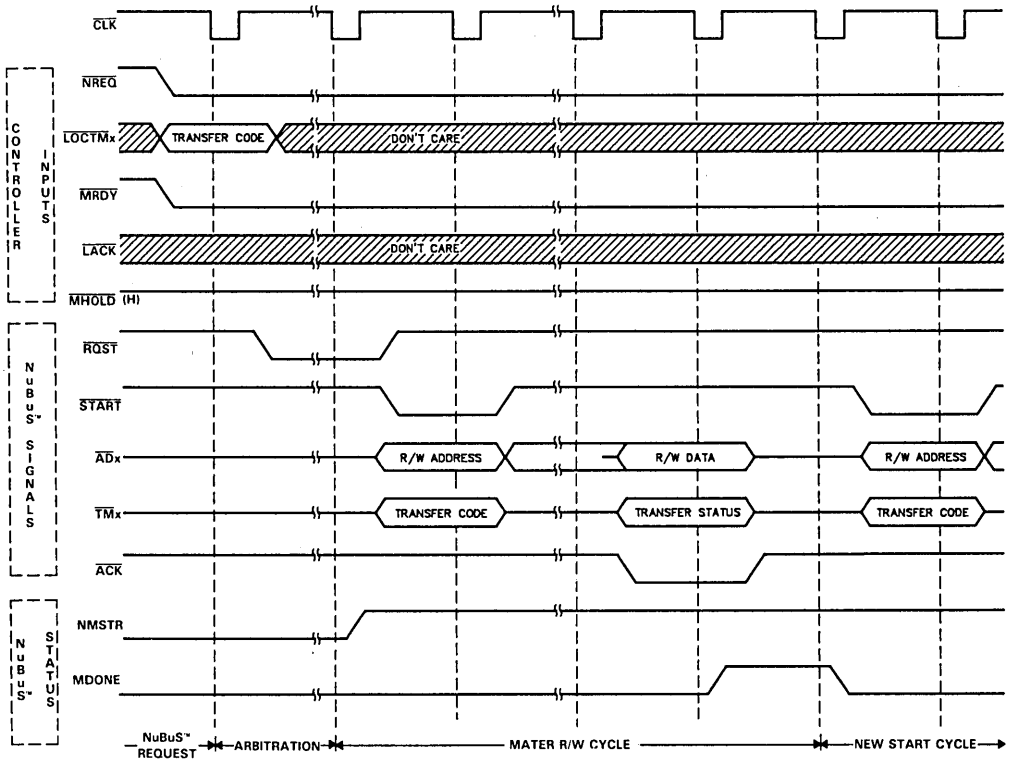 CLK
CONTROLLER INPUTS
NREQ
LOCTMx TRANSFER CODE DON'T CARE
MRDY
LACK DON'T CARE
MHOLD (H)
NuBuS™ SIGNALS
RQST
START
ADx R/W ADDRESS R/W DATA R/W ADDRESS
TMx TRANSFER CODE TRANSFER STATUS TRANSFER CODE
ACK
NuBuS™ STATUS
NMSTR
MDONE
NuBuS™ REQUEST ARBITRATION MATER R/W CYCLE NEW START CYCLE